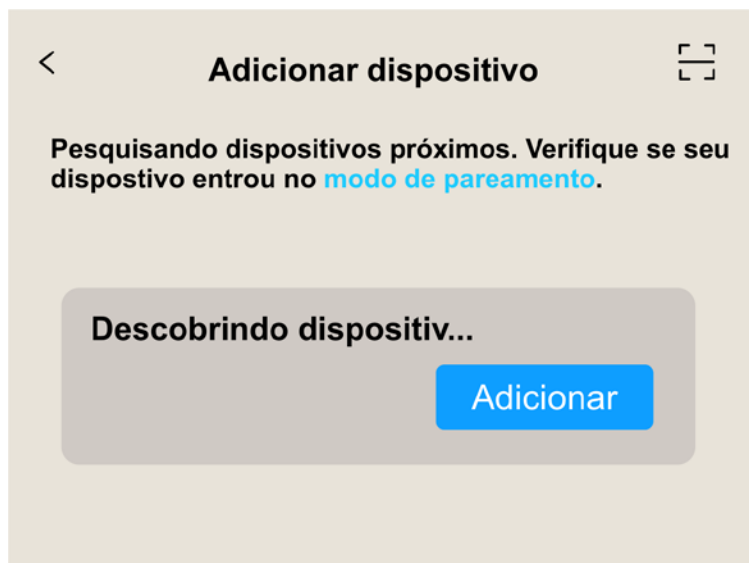 Adicionar dispositivo
Pesquisando dispositivos próximos. Verifique se seu
dispostivo entrou no modo de pareamento.
Descobrindo dispositiv...
Adicionar